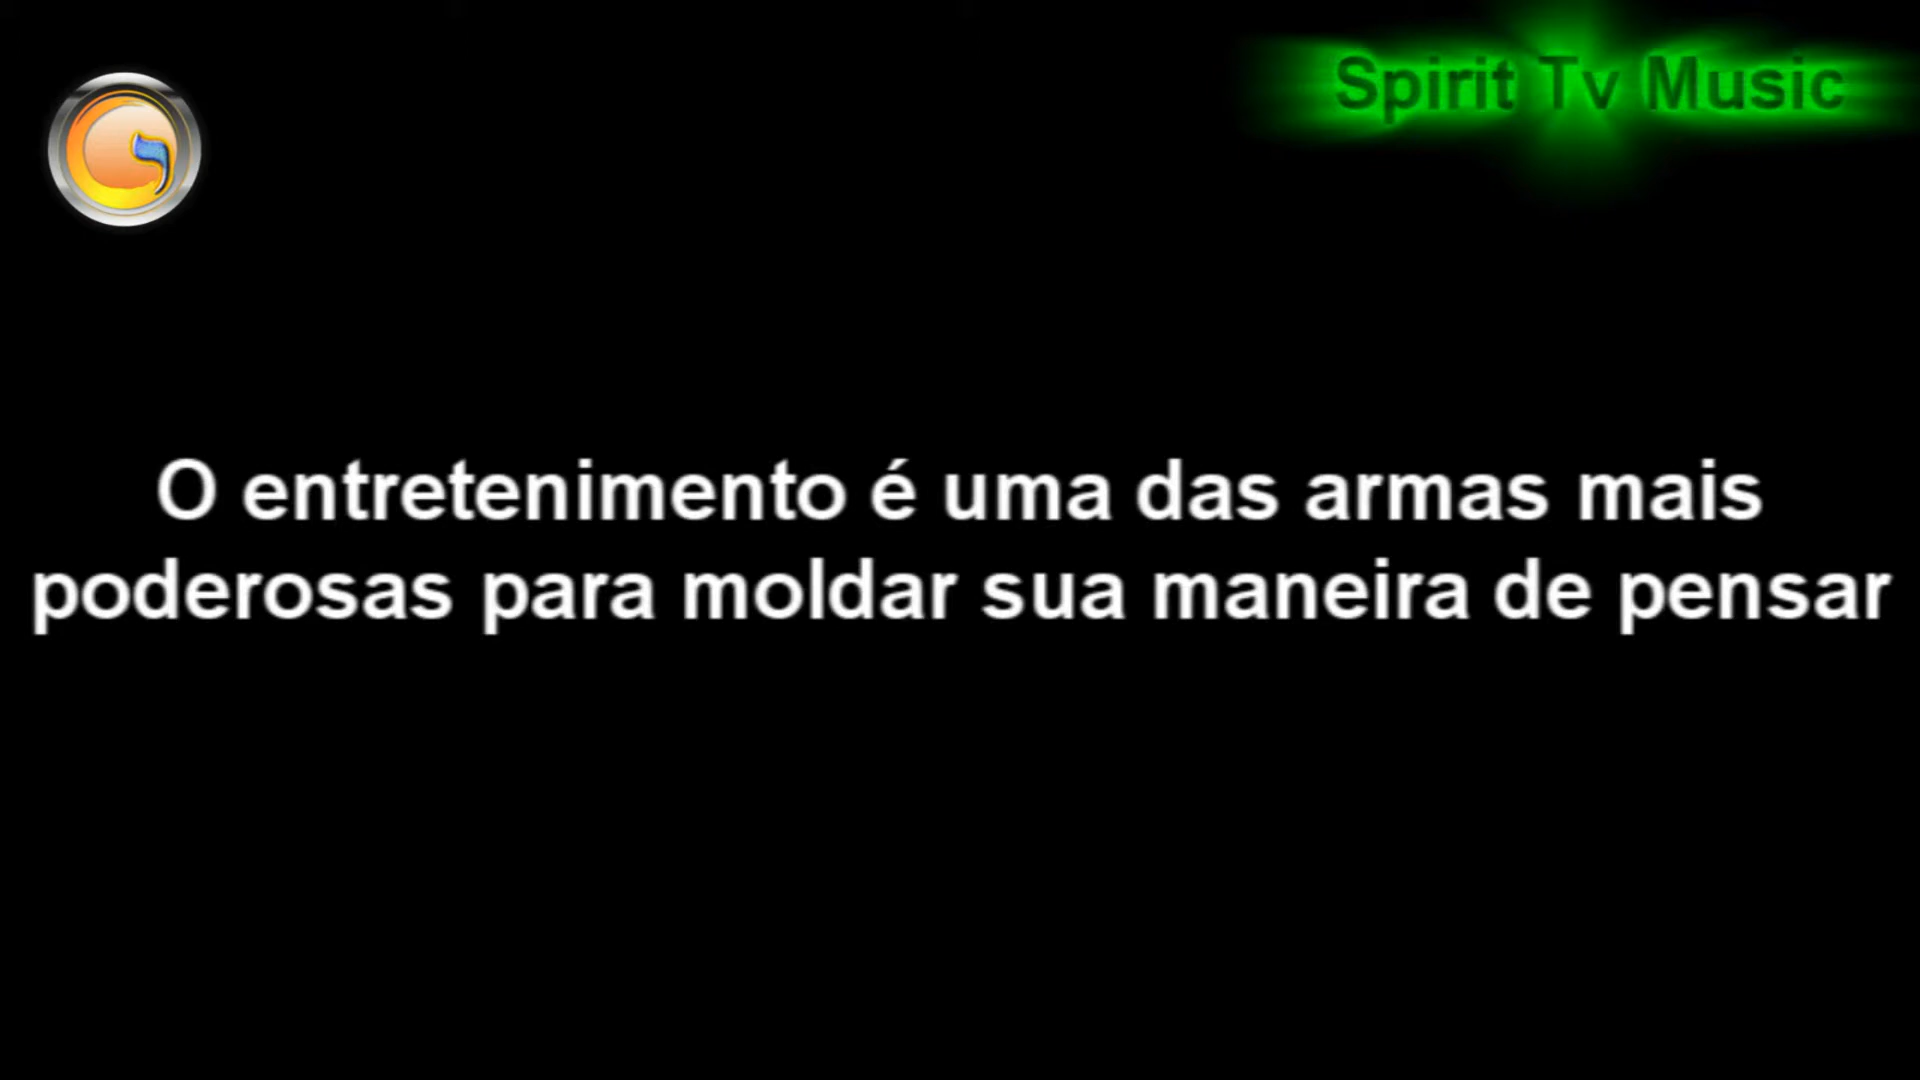 Spirit Tv Music
O entretenimento é uma das armas mais
poderosas para moldar sua maneira de pensar